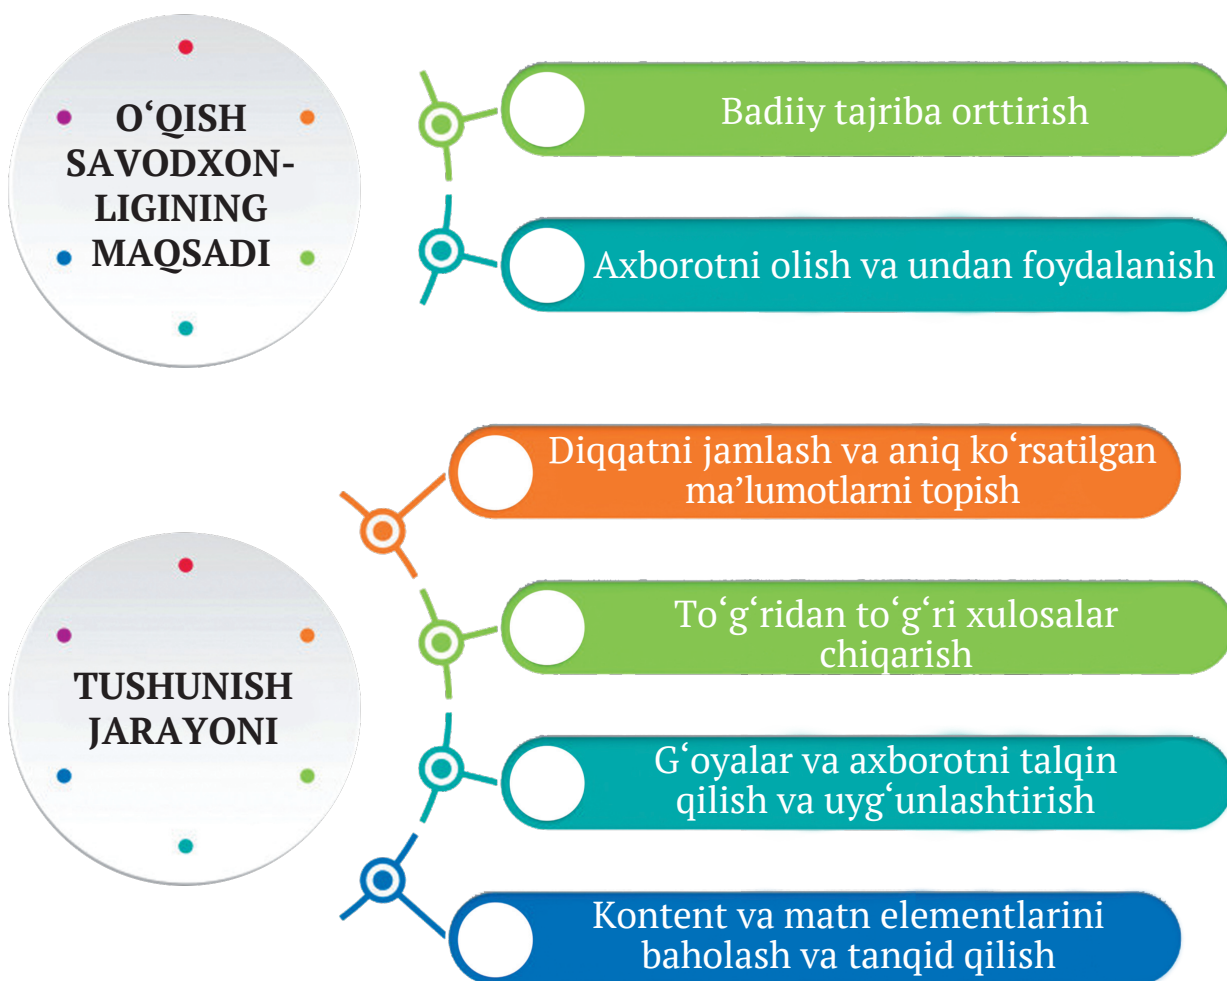 O‘QISH
SAVODXON-
LIGINING
MAQSADI
Badiiy tajriba orttirish
Axborotni olish va undan foydalanish
TUSHUNISH
JARAYONI
Diqqatni jamlash va aniq ko‘rsatilgan
ma’lumotlarni topish
To‘g‘ridan to‘g‘ri xulosalar
chiqarish
G‘oyalar va axborotni talqin
qilish va uyg‘unlashtirish
Kontent va matn elementlarini
baholash va tanqid qilish